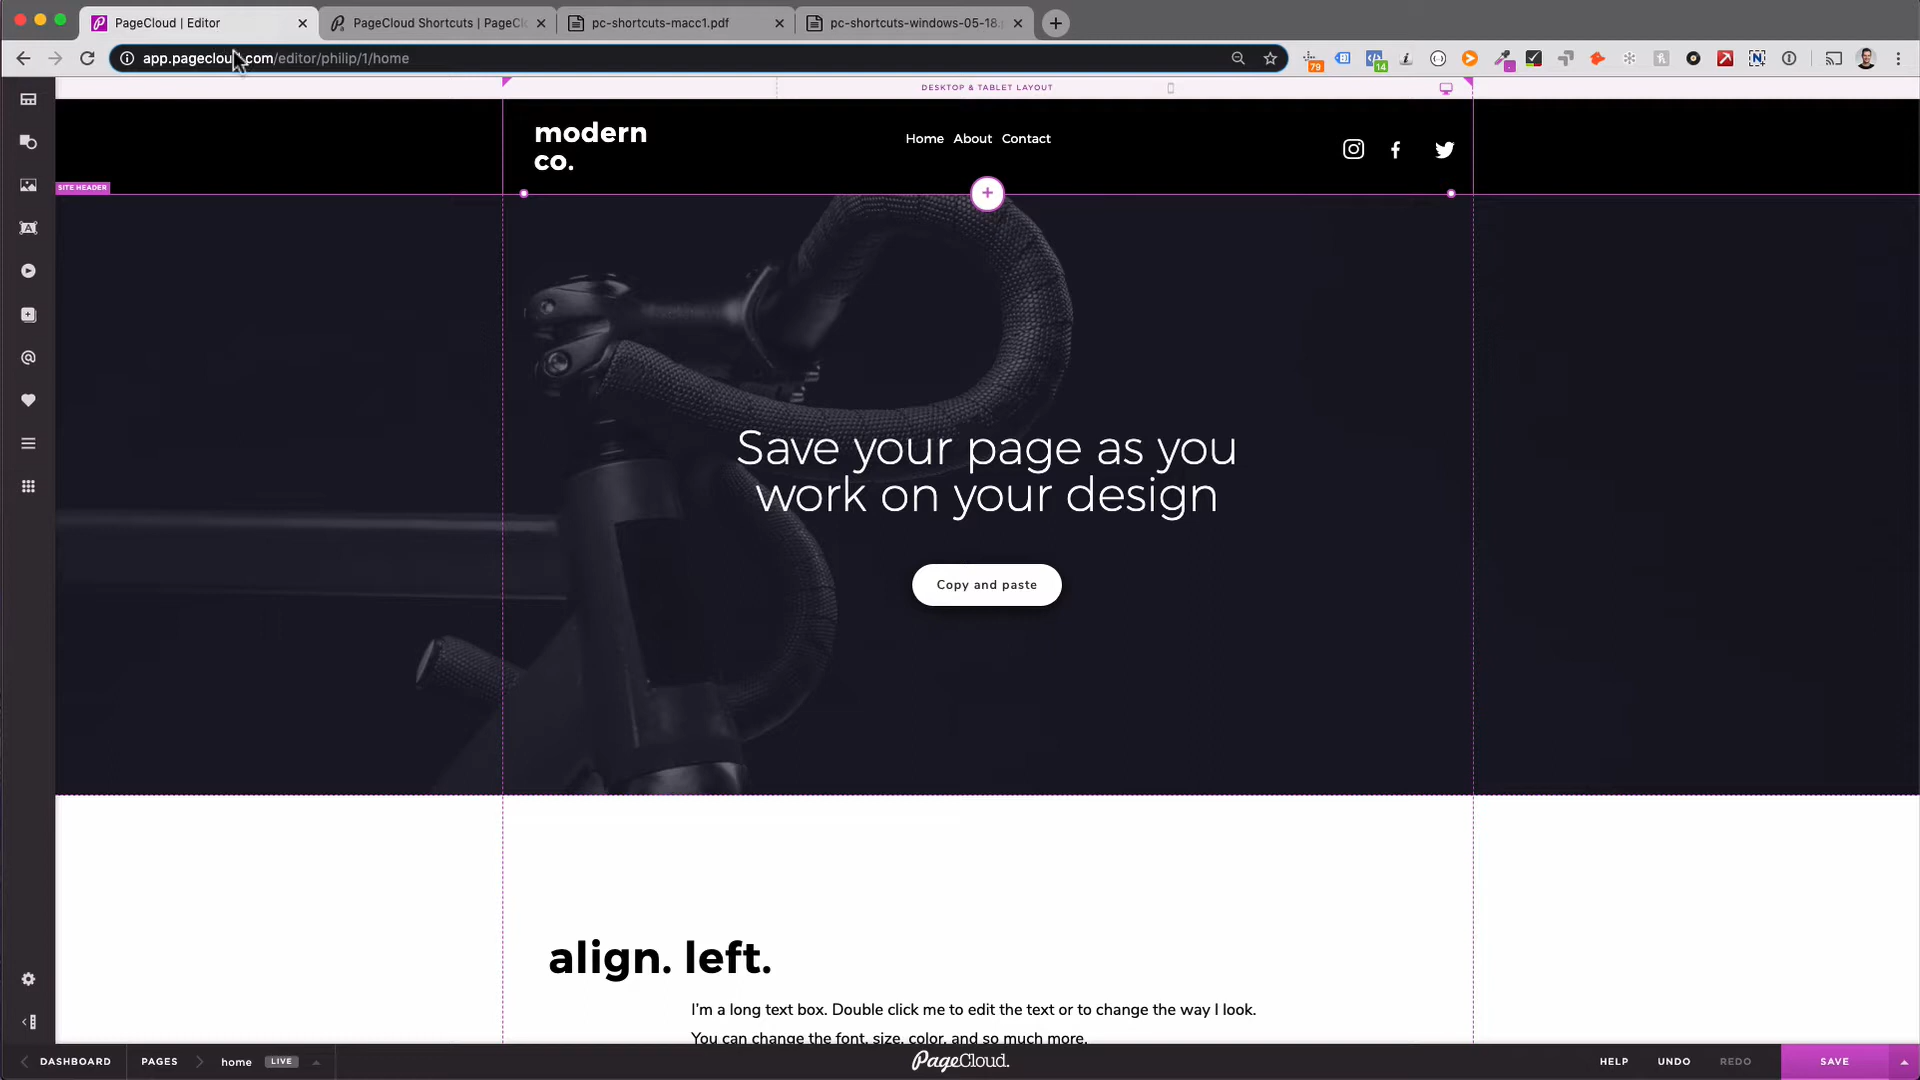 PageCloud | Editor
PageCloud Shortcuts | PageCl
pc-shortcuts-macc1.pdf
pc-shortcuts-windows-05-18.
app.pagecloud.com/editor/philip/1/home
79
14
DESKTOP & TABLET LAYOUT
modern
co.
Home About Contact
SITE HEADER
Save your page as you
work on your design
Copy and paste
align. left.
I'm a long text box. Double click me to edit the text or to change the way I look.
You can change the font, size, color, and so much more.
DASHBOARD
PAGES
home
LIVE
PageCloud.
HELP
UNDO
REDO
SAVE